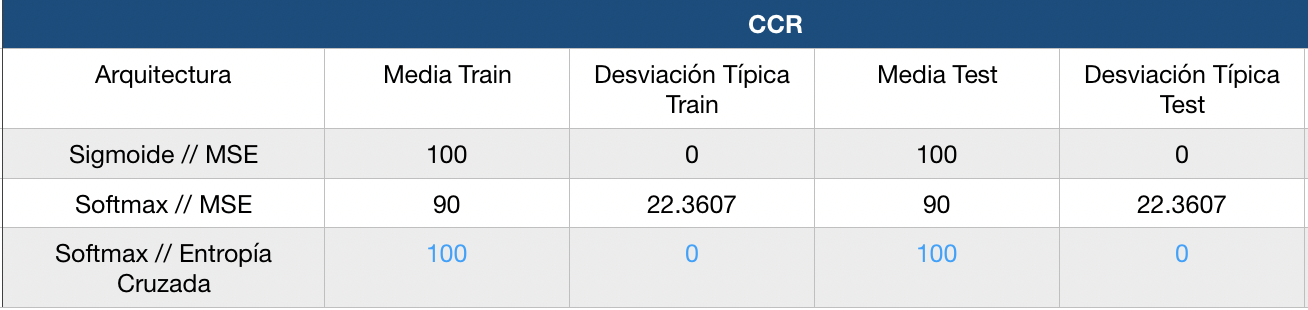 CCR
Arquitectura
Media Train
Desviación Típica
Train
Media Test
Desviación Típica
Test
Sigmoide // MSE
100
0
100
0
Softmax // MSE
90
22.3607
90
22.3607
Softmax // Entropía
Cruzada
100
0
100
0